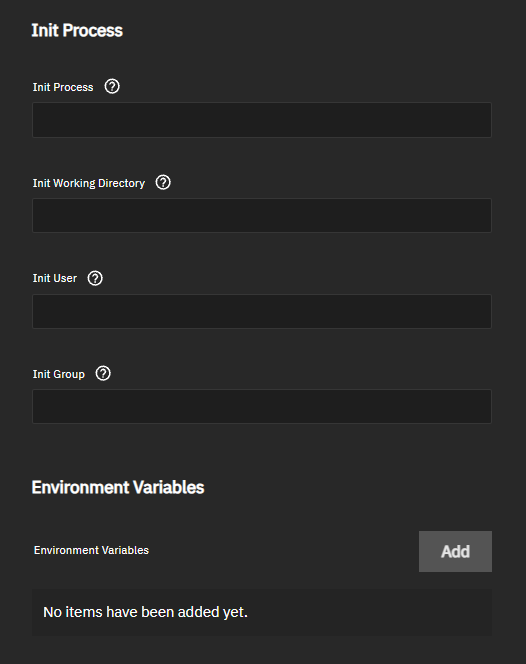 Init Process
Init Process
Init Working Directory
Init User
Init Group
Environment Variables
Environment Variables
Add
No items have been added yet.